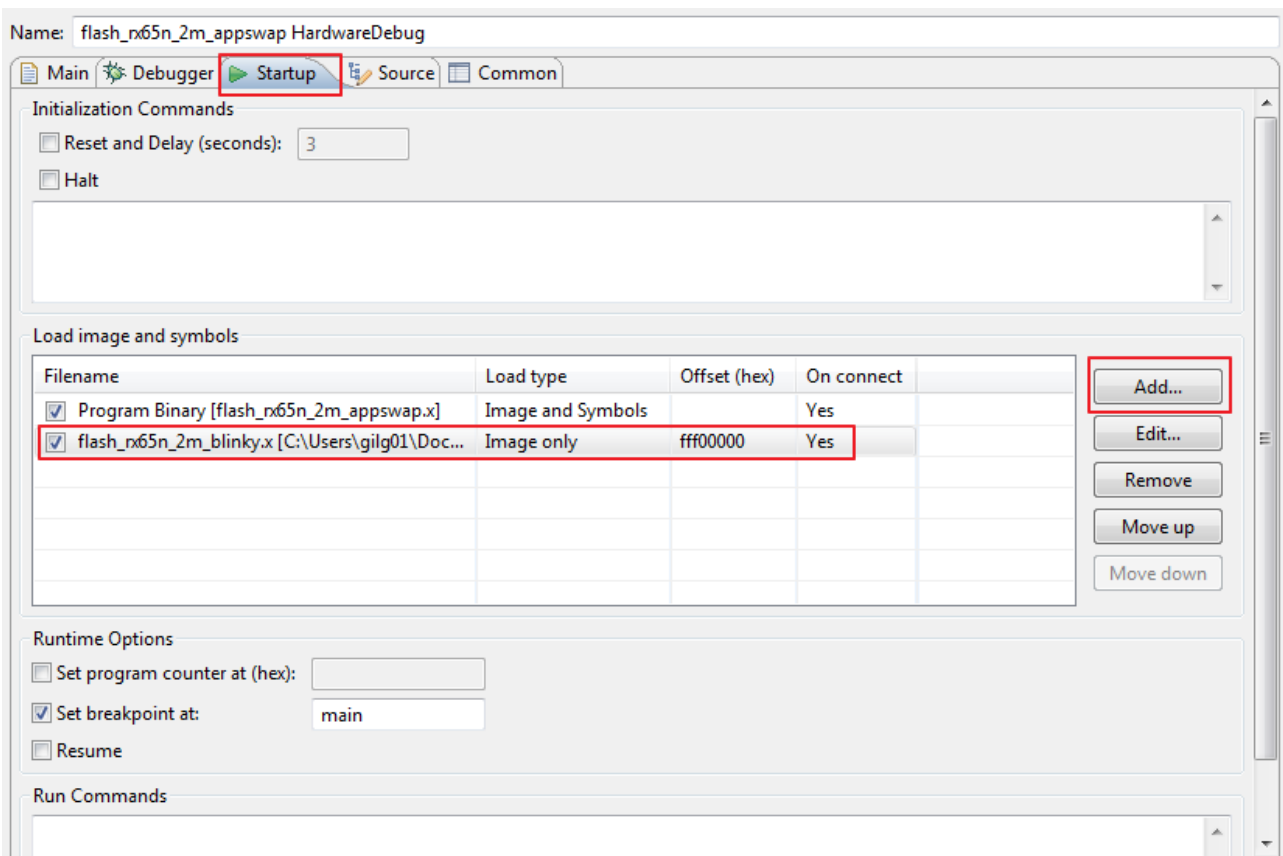 Name: flash_rx65n_2m_appswap HardwareDebug
Main Debugger Startup Source Common
Initialization Commands
Reset and Delay (seconds): 3
Halt
Load image and symbols
Filename Load type Offset (hex) On connect
Add...
Program Binary [flash_rx65n_2m_appswap.x] Image and Symbols Yes
flash_rx65n_2m_blinky.x [C:\Users\gilg01\Doc... Image only fff00000 Yes
Edit...
Remove
Move up
Move down
Runtime Options
Set program counter at (hex):
Set breakpoint at: main
Resume
Run Commands